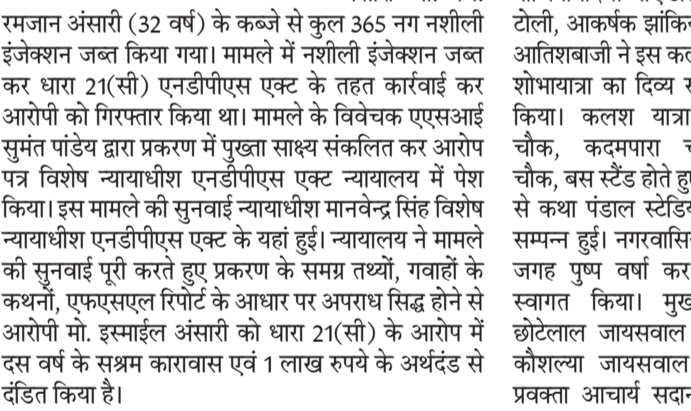 रमजान अंसारी (32 वर्ष) के कब्जे से कुल 365 नग नशीली
इंजेक्शन जब्त किया गया। मामले में नशीली इंजेक्शन जब्त
कर धारा 21(सी) एनडीपीएस एक्ट के तहत कार्रवाई कर
आरोपी को गिरफ्तार किया था। मामले के विवेचक एएसआई
सुमंत पांडेय द्वारा प्रकरण में पुख्ता साक्ष्य संकलित कर आरोप
पत्र विशेष न्यायाधीश एनडीपीएस एक्ट न्यायालय में पेश
किया। इस मामले की सुनवाई न्यायाधीश मानवेन्द्र सिंह विशेष
न्यायाधीश एनडीपीएस एक्ट के यहां हुई। न्यायालय ने मामले
की सुनवाई पूरी करते हुए प्रकरण के समग्र तथ्यों, गवाहों के
कथनों, एफएसएल रिपोर्ट के आधार पर अपराध सिद्ध होने से
आरोपी मो. इस्माईल अंसारी को धारा 21(सी) के आरोप में
दस वर्ष के सश्रम कारावास एवं 1 लाख रुपये के अर्थदंड से
दंडित किया है।
टोली, आकर्षक
आतिशबाजी ने इस
शोभायात्रा का दिव्य
किया। कलश यात्रा
चौक, कदमपारा
चौक, बस स्टैंड होते
से कथा पंडाल
सम्पन्न हुई।
जगह पुष्प वर्षा कर
स्वागत किया।
छोटेलाल जायसवाल
कौशल्या जायसवाल
प्रवक्ता आचार्य